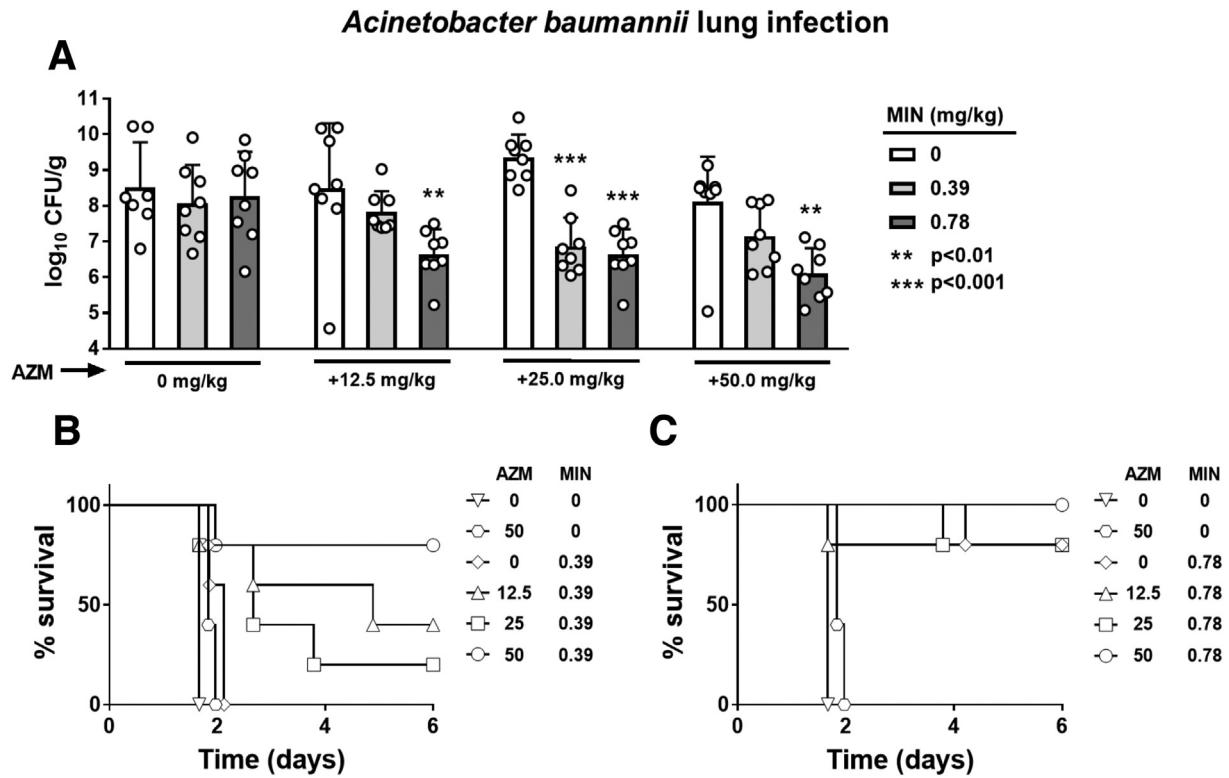 Acinetobacter baumannii lung infection
A
log10 CFU/g
11
10
9
8
7
6
5
4
** *** *** **
AZM
0 mg/kg +12.5 mg/kg +25.0 mg/kg +50.0 mg/kg
MIN (mg/kg)
0
0.39
0.78
** p<0.01
*** p<0.001
B
% survival
100
50
0
0 2 4 6
Time (days)
AZM MIN
0 0
50 0
0 0.39
12.5 0.39
25 0.39
50 0.39
C
% survival
100
50
0
0 2 4 6
Time (days)
AZM MIN
0 0
50 0
0 0.78
12.5 0.78
25 0.78
50 0.78